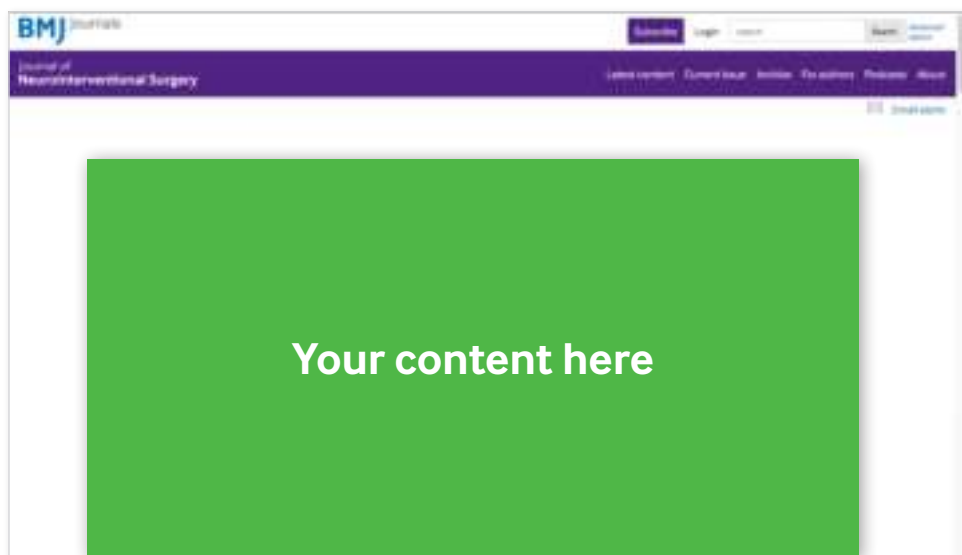 BMJ Journals
Subscribe Login Search
Journal of
NeuroInterventional Surgery
Latest content Current issue Archive For authors Podcasts About
Email alerts
Your content here